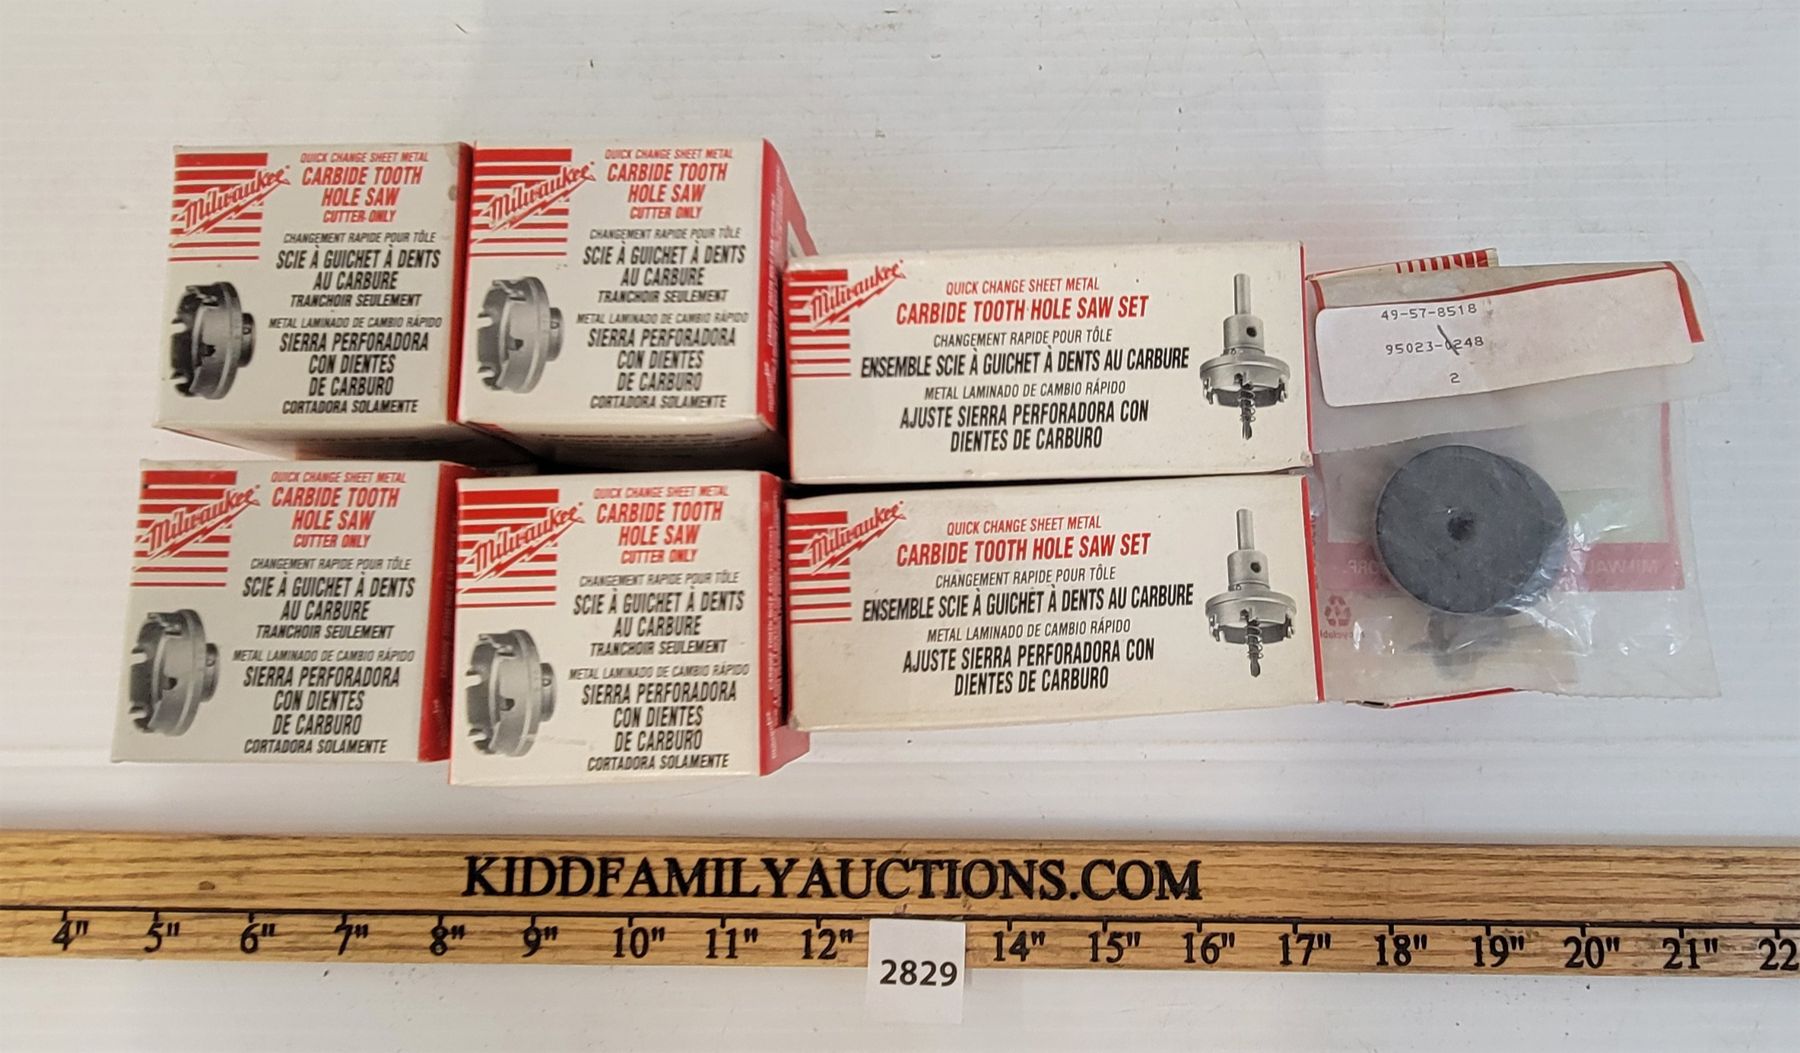 Milwaukee
QUICK CHANGE SHEET METAL
CARBIDE TOOTH
HOLE SAW
CUTTER ONLY
CHANGEMENT RAPIDE POUR TÔLE
SCIE À GUICHET À DENTS
AU CARBURE
TRANCHOIR SEULEMENT
METAL LAMINADO DE CAMBIO RÁPIDO
SIERRA PERFORADORA
CON DIENTES
DE CARBURO
CORTADORA SOLAMENTE
Milwaukee
QUICK CHANGE SHEET METAL
CARBIDE TOOTH
HOLE SAW
CUTTER ONLY
CHANGEMENT RAPIDE POUR TÔLE
SCIE À GUICHET À DENTS
AU CARBURE
TRANCHOIR SEULEMENT
METAL LAMINADO DE CAMBIO RÁPIDO
SIERRA PERFORADORA
CON DIENTES
DE CARBURO
CORTADORA SOLAMENTE
Milwaukee
QUICK CHANGE SHEET METAL
CARBIDE TOOTH HOLE SAW SET
CHANGEMENT RAPIDE POUR TÔLE
ENSEMBLE SCIE À GUICHET À DENTS AU CARBURE
METAL LAMINADO DE CAMBIO RÁPIDO
AJUSTE SIERRA PERFORADORA CON
DIENTES DE CARBURO
49-57-8518
95023-0248
2
Milwaukee
QUICK CHANGE SHEET METAL
CARBIDE TOOTH
HOLE SAW
CUTTER ONLY
CHANGEMENT RAPIDE POUR TÔLE
SCIE À GUICHET À DENTS
AU CARBURE
TRANCHOIR SEULEMENT
METAL LAMINADO DE CAMBIO RÁPIDO
SIERRA PERFORADORA
CON DIENTES
DE CARBURO
CORTADORA SOLAMENTE
Milwaukee
QUICK CHANGE SHEET METAL
CARBIDE TOOTH
HOLE SAW
CUTTER ONLY
CHANGEMENT RAPIDE POUR TÔLE
SCIE À GUICHET À DENTS
AU CARBURE
TRANCHOIR SEULEMENT
METAL LAMINADO DE CAMBIO RÁPIDO
SIERRA PERFORADORA
CON DIENTES
DE CARBURO
CORTADORA SOLAMENTE
Milwaukee
QUICK CHANGE SHEET METAL
CARBIDE TOOTH HOLE SAW SET
CHANGEMENT RAPIDE POUR TÔLE
ENSEMBLE SCIE À GUICHET À DENTS AU CARBURE
METAL LAMINADO DE CAMBIO RÁPIDO
AJUSTE SIERRA PERFORADORA CON
DIENTES DE CARBURO
KIDDFAMILYAUCTIONS.COM
4" 5" 6" 7" 8" 9" 10" 11" 12" 14" 15" 16" 17" 18" 19" 20" 21" 22
2829